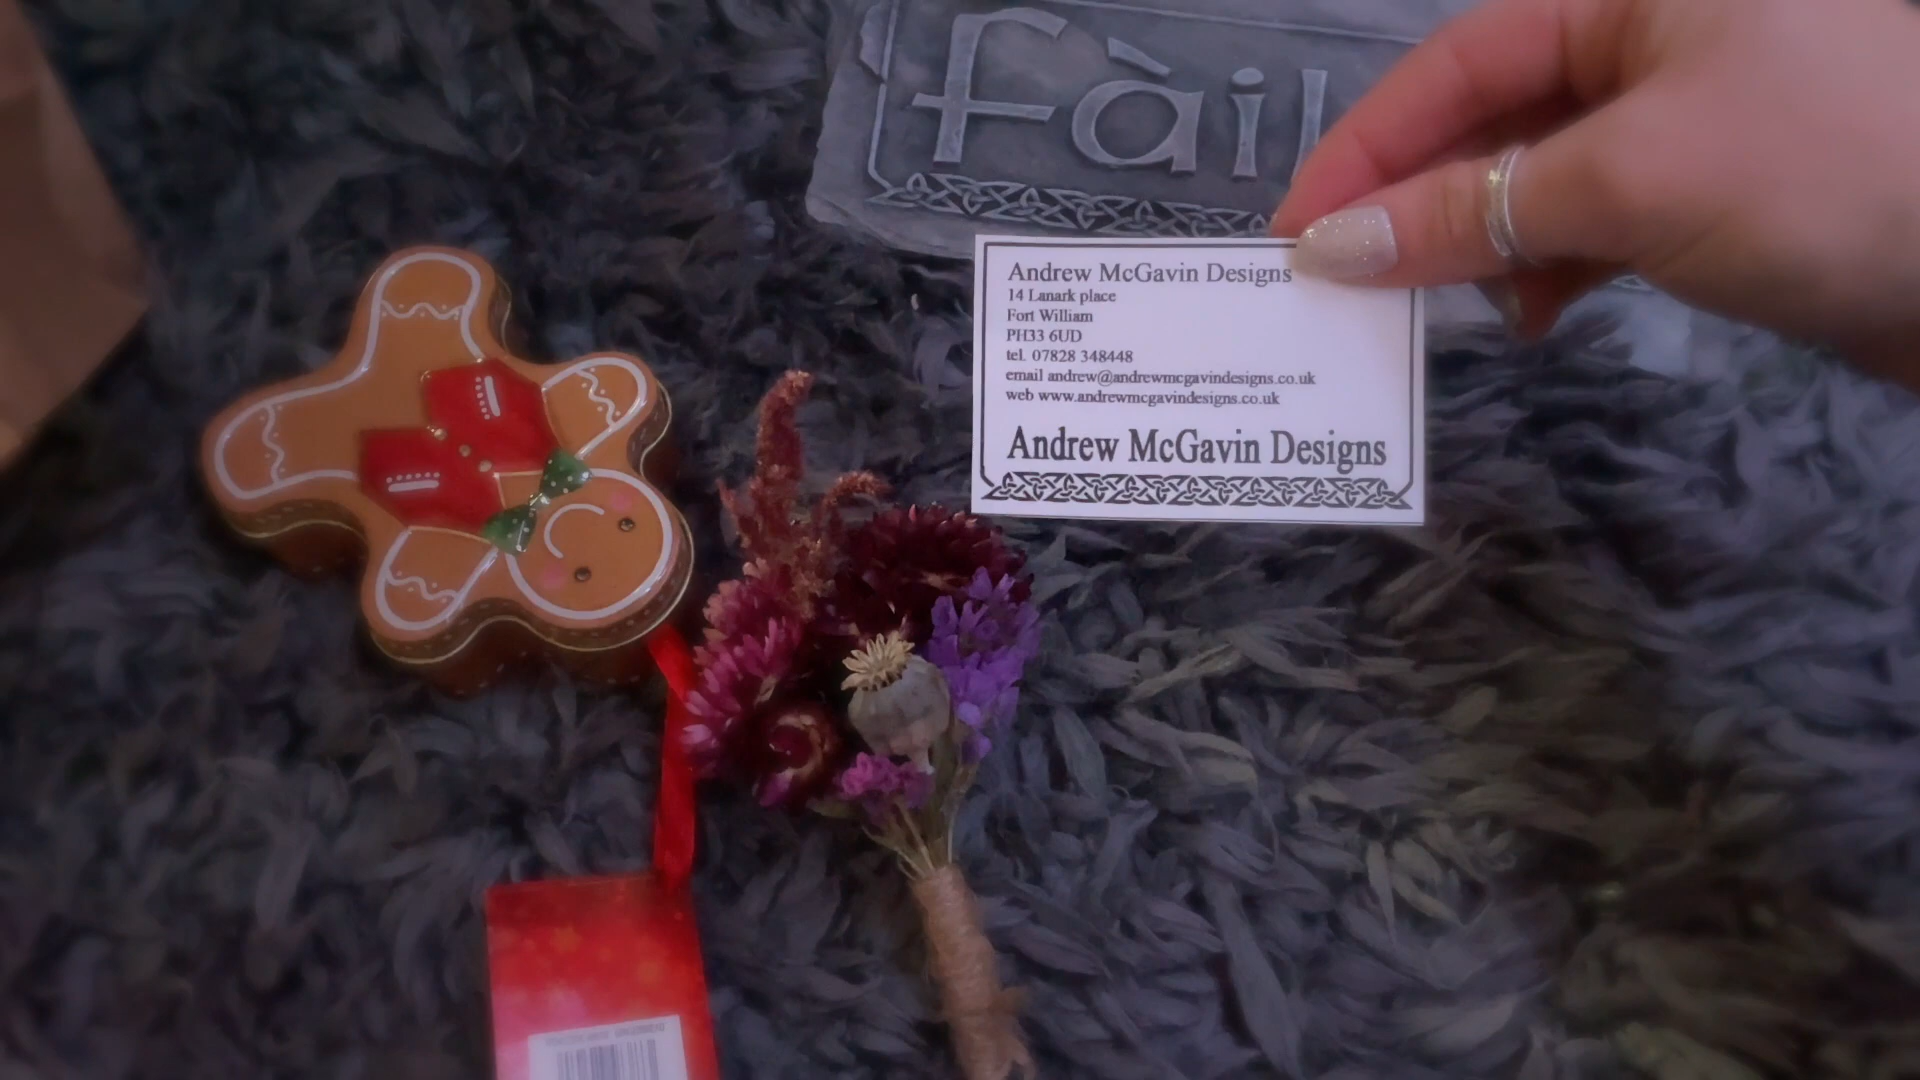 Fàil
Andrew McGavin Designs
14 Lanark place
Fort William
PH33 6UD
tel. 07828 348448
email andrew@andrewmcgavindesigns.co.uk
web www.andrewmcgavindesigns.co.uk
Andrew McGavin Designs